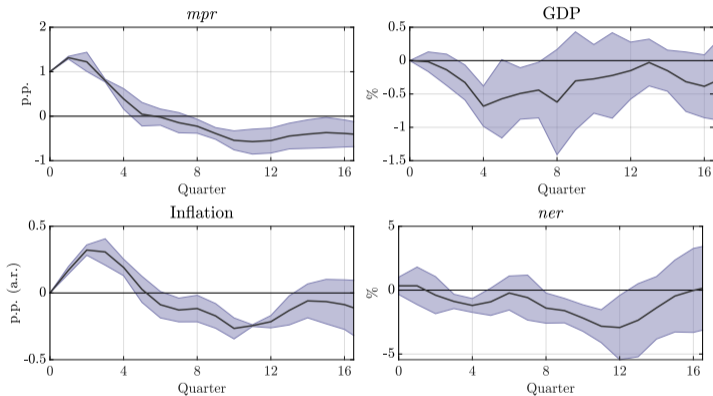 mpr
2
1
0
-1
p.p.
0 4 8 12 16
Quarter
GDP
0.5
0
-0.5
-1
-1.5
%
0 4 8 12 16
Quarter
Inflation
0.5
0
-0.5
p.p. (a.r.)
0 4 8 12 16
Quarter
ner
5
0
-5
%
0 4 8 12 16
Quarter